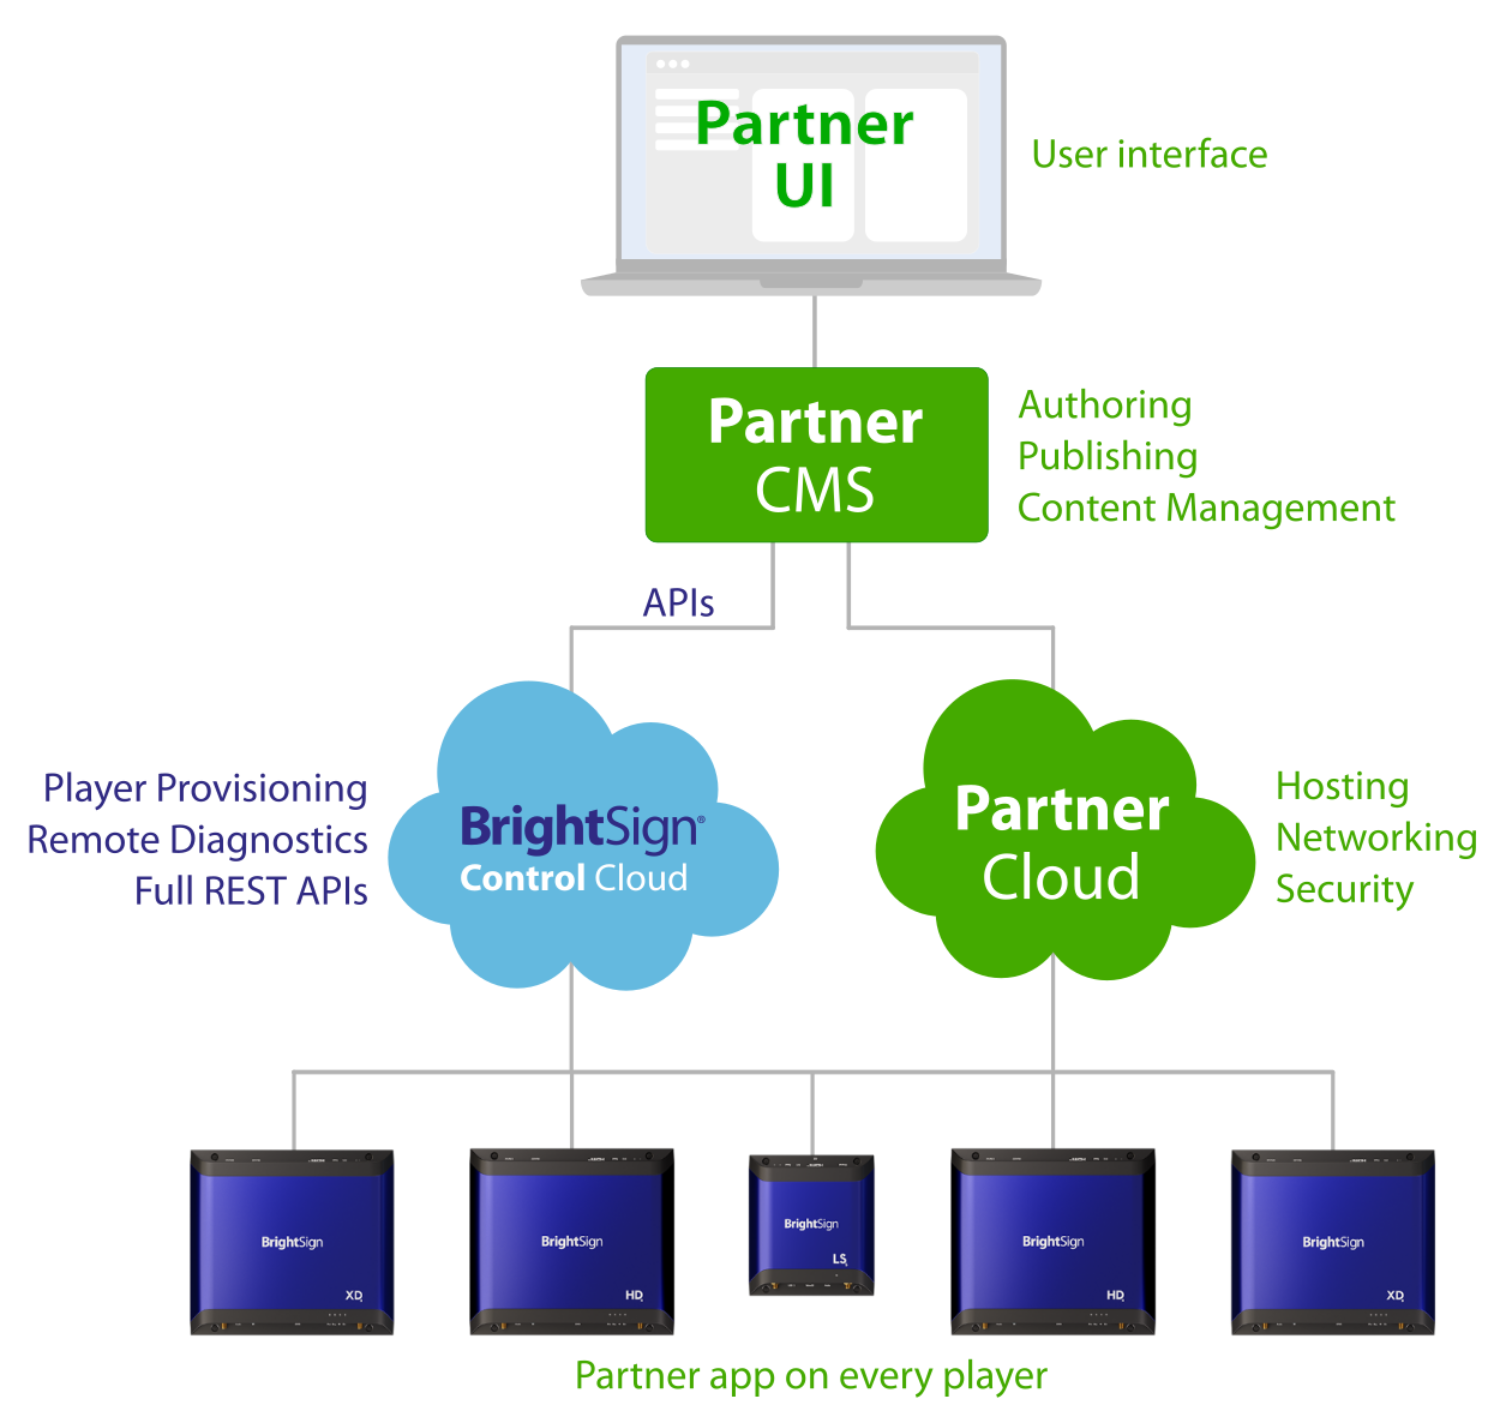 Partner
UI
User interface
Partner
CMS
Authoring
Publishing
Content Management
APIs
Player Provisioning
Remote Diagnostics
Full REST APIs
BrightSign®
Control Cloud
Partner
Cloud
Hosting
Networking
Security
BrightSign
XD
BrightSign
HD
BrightSign
LS
BrightSign
HD
BrightSign
XD
Partner app on every player